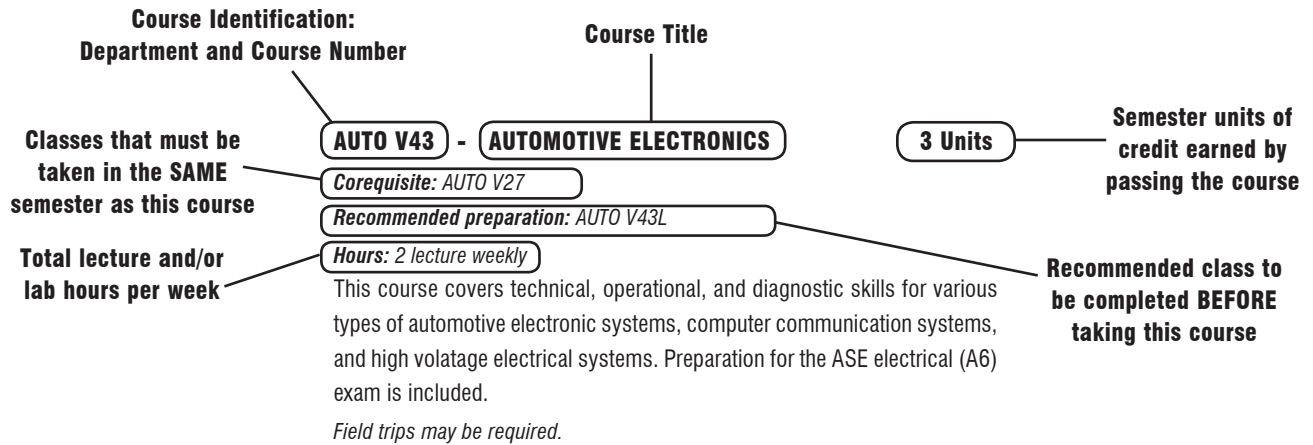 Course Identification:
Department and Course Number
Course Title
Classes that must be
taken in the SAME
semester as this course
AUTO V43 - AUTOMOTIVE ELECTRONICS 3 Units
Semester units of
credit earned by
passing the course
Corequisite: AUTO V27
Recommended preparation: AUTO V43L
Total lecture and/or
lab hours per week
Hours: 2 lecture weekly
Recommended class to
be completed BEFORE
taking this course
This course covers technical, operational, and diagnostic skills for various
types of automotive electronic systems, computer communication systems,
and high volatage electrical systems. Preparation for the ASE electrical (A6)
exam is included.
Field trips may be required.